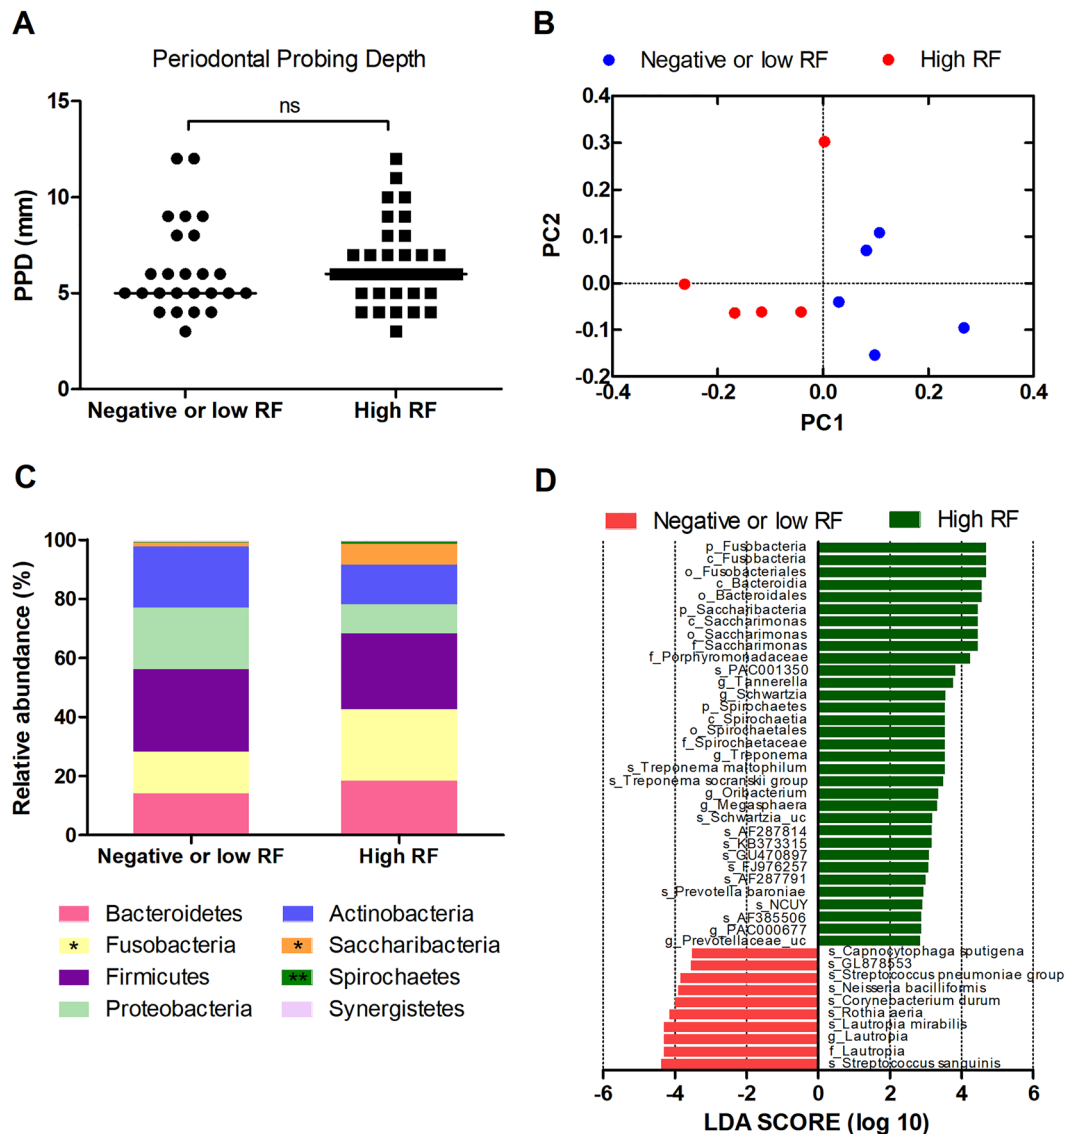 A
Periodontal Probing Depth
ns
15
10
5
0
PPD (mm)
Negative or low RF
High RF
B
Negative or low RF
High RF
0.4
0.3
0.2
0.1
0.0
-0.1
-0.2
PC2
-0.4
-0.2
0.0
0.2
0.4
PC1
C
100
80
60
40
20
0
Relative abundance (%)
Negative or low RF
High RF
Bacteroidetes
* Fusobacteria
Firmicutes
Proteobacteria
Actinobacteria
* Saccharibacteria
** Spirochaetes
Synergistetes
D
Negative or low RF
High RF
p_Fusobacteria
c_Fusobacteria
o_Fusobacteriales
c_Bacteroidia
o_Bacteroidales
p_Saccharibacteria
c_Saccharimonas
o_Saccharimonas
f_Saccharimonas
f_Porphyromonadaceae
s_PAC001350
g_Tannerella
g_Schwartzia
p_Spirochaetes
c_Spirochaetia
o_Spirochaetales
f_Spirochaetaceae
g_Treponema
s_Treponema maltophilum
s_Treponema socranskii group
g_Oribacterium
g_Megasphaera
s_Schwartzia_uc
s_AF287814
s_KB373315
s_GU470897
s_FJ976257
s_AF287791
s_Prevotella baroniae
s_NCUY
s_AF385506
g_PAC000677
g_Prevotellaceae_uc
s_Capnocytophaga sputigena
s_GL878553
s_Streptococcus pneumoniae group
s_Neisseria bacilliformis
s_Corynebacterium durum
s_Rothia aeria
s_Lautropia mirabilis
g_Lautropia
f_Lautropia
s_Streptococcus sanguinis
-6
-4
-2
0
2
4
6
LDA SCORE (log 10)